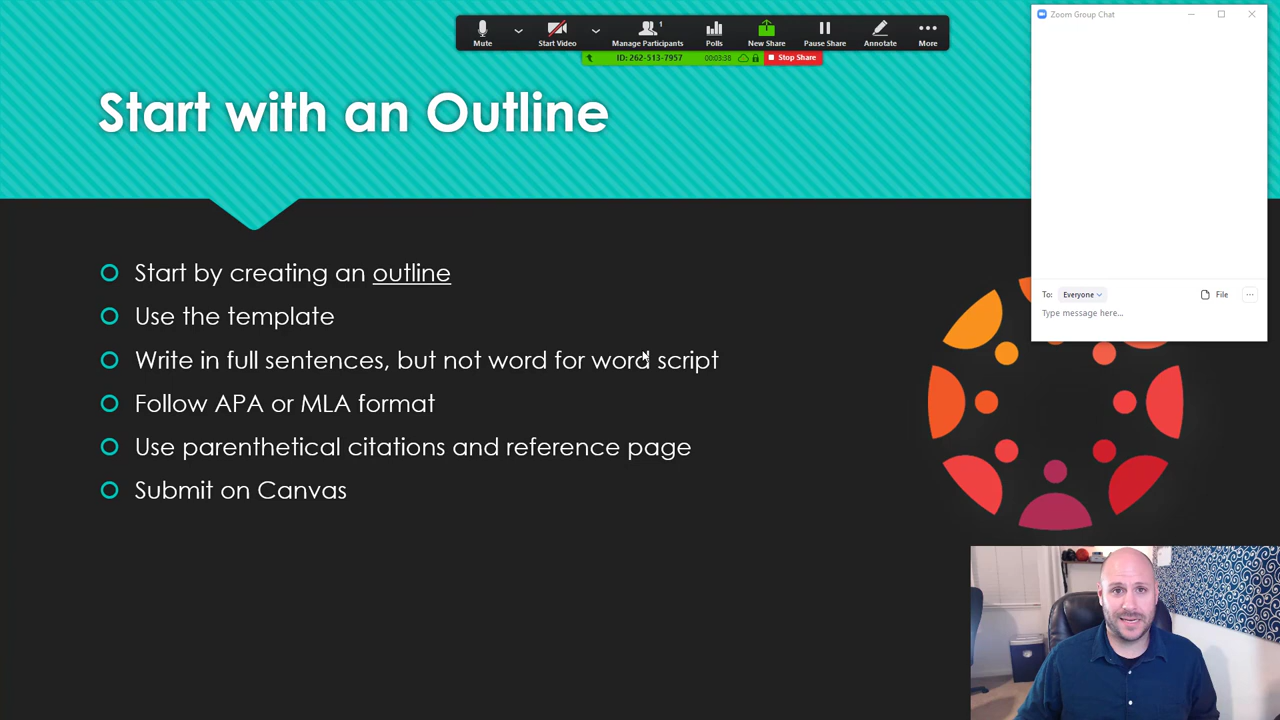 Mute
Start Video
Manage Participants
1
Polls
New Share
Pause Share
Annotate
More
ID: 262-513-7957
00:03:38
Stop Share
Zoom Group Chat
Start with an Outline
Start by creating an outline
Use the template
Write in full sentences, but not word for word script
Follow APA or MLA format
Use parenthetical citations and reference page
Submit on Canvas
To:
Everyone
File
Type message here...